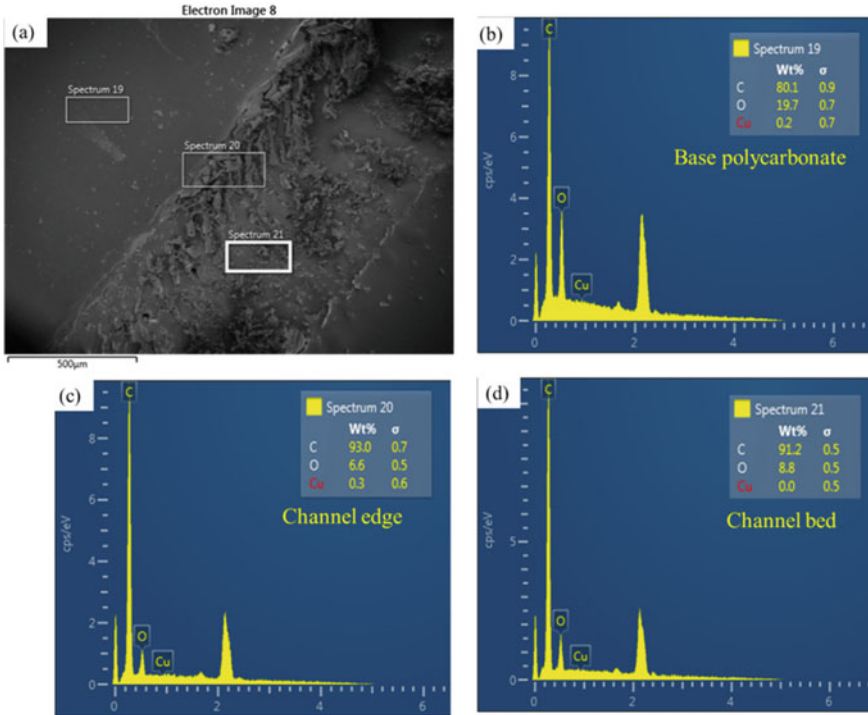 Electron Image 8
(a)
Spectrum 19
Spectrum 20
Spectrum 21
500μm
(b)
C
Spectrum 19
Wt% σ
C 80.1 0.9
O 19.7 0.7
Cu 0.2 0.7
Base polycarbonate
O
Cu
cps/eV
8
6
4
2
0
0 2 4 6
(c)
C
Spectrum 20
Wt% σ
C 93.0 0.7
O 6.6 0.5
Cu 0.3 0.6
Channel edge
O
Cu
cps/eV
8
6
4
2
0
0 2 4 6
(d)
C
Spectrum 21
Wt% σ
C 91.2 0.5
O 8.8 0.5
Cu 0.0 0.5
Channel bed
O
Cu
cps/eV
5
0
0 2 4 6